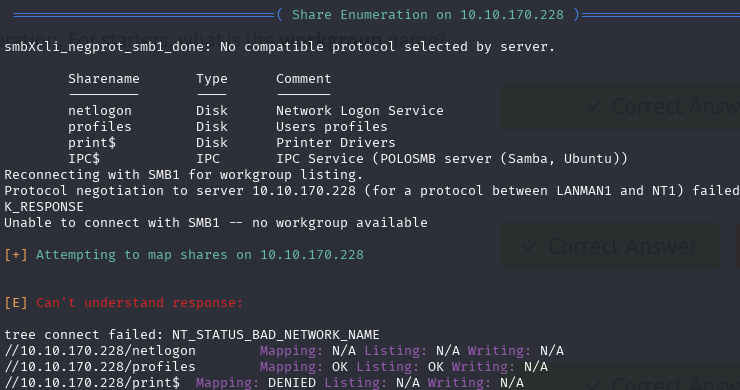 ( Share Enumeration on 10.10.170.228 )
eration. For starters, what is the workgroup name?
smbXcli_negprot_smb1_done: No compatible protocol selected by server.
Sharename Type Comment
--------- ---- -------
netlogon Disk Network Logon Service
✓ Correct Answ
profiles Disk Users profiles
print$ Disk Printer Drivers
IPC$ IPC IPC Service (POLOSMB server (Samba, Ubuntu))
Reconnecting with SMB1 for workgroup listing.
Protocol negotiation to server 10.10.170.228 (for a protocol between LANMAN1 and NT1) failed
K_RESPONSE
Unable to connect with SMB1 -- no workgroup available
✓ Correct Answer
[+] Attempting to map shares on 10.10.170.228
[E] Can't understand response:
tree connect failed: NT_STATUS_BAD_NETWORK_NAME
//10.10.170.228/netlogon Mapping: N/A Listing: N/A Writing: N/A
//10.10.170.228/profiles Mapping: OK Listing: OK Writing: N/A
//10.10.170.228/print$ Mapping: DENIED Listing: N/A Writing: N/A
✓ Correct Answ